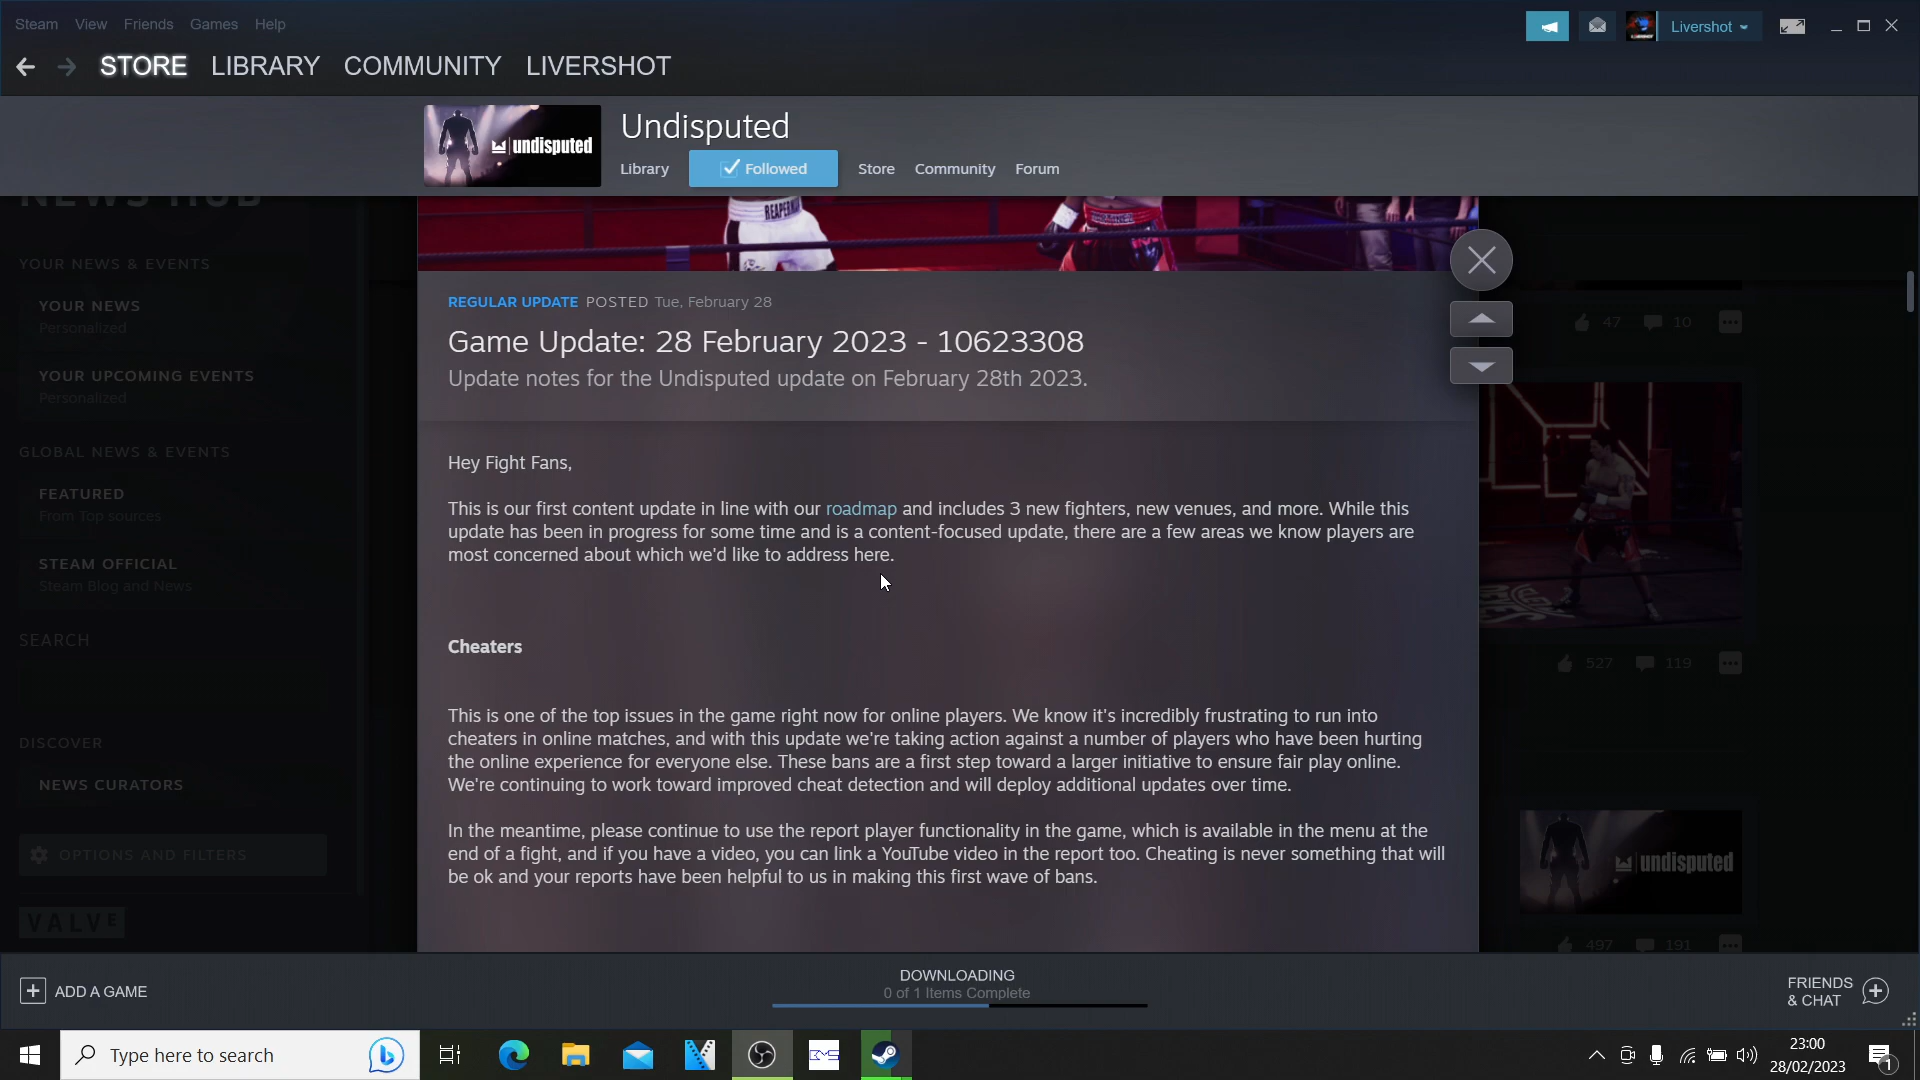 Steam View Friends Games Help
Livershot
STORE LIBRARY COMMUNITY LIVERSHOT
undisputed
Undisputed
Library Followed Store Community Forum
NEWS HUB
REAPER
YOUR NEWS & EVENTS
YOUR NEWS
Personalized
YOUR UPCOMING EVENTS
Personalized
GLOBAL NEWS & EVENTS
FEATURED
From Top sources
STEAM OFFICIAL
Steam Blog and News
SEARCH
DISCOVER
NEWS CURATORS
OPTIONS AND FILTERS
VALVE
REGULAR UPDATE POSTED Tue, February 28
Game Update: 28 February 2023 - 10623308
Update notes for the Undisputed update on February 28th 2023.
Hey Fight Fans,
This is our first content update in line with our roadmap and includes 3 new fighters, new venues, and more. While this
update has been in progress for some time and is a content-focused update, there are a few areas we know players are
most concerned about which we'd like to address here.
Cheaters
This is one of the top issues in the game right now for online players. We know it's incredibly frustrating to run into
cheaters in online matches, and with this update we're taking action against a number of players who have been hurting
the online experience for everyone else. These bans are a first step toward a larger initiative to ensure fair play online.
We're continuing to work toward improved cheat detection and will deploy additional updates over time.
In the meantime, please continue to use the report player functionality in the game, which is available in the menu at the
end of a fight, and if you have a video, you can link a YouTube video in the report too. Cheating is never something that will
be ok and your reports have been helpful to us in making this first wave of bans.
47 10
527 119
undisputed
497 191
ADD A GAME
DOWNLOADING
0 of 1 Items Complete
FRIENDS
& CHAT
Type here to search
23:00
28/02/2023
1